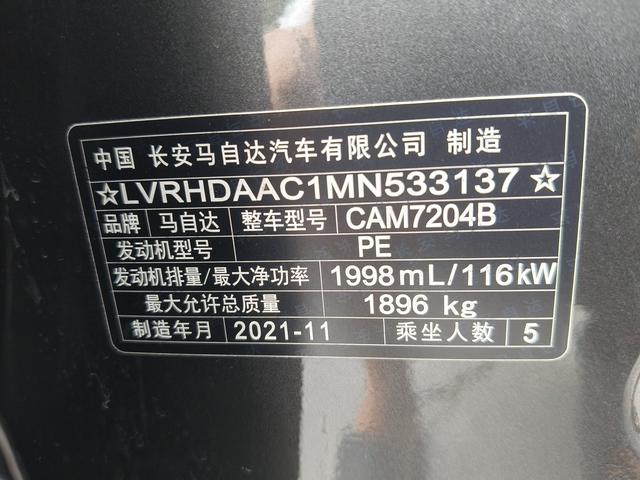 中国 长安马自达汽车有限公司 制造
☆LVRHDAAC1MN533137☆
品牌 马自达 整车型号 CAM7204B
发动机型号 PE
发动机排量/最大净功率 1998mL/116kW
最大允许总质量 1896 kg
制造年月 2021-11 乘坐人数 5